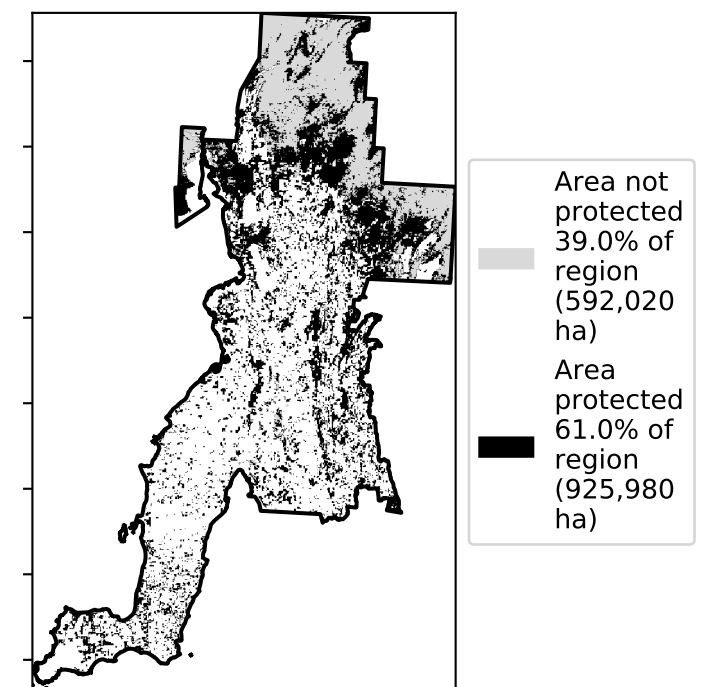 Area not
protected
39.0% of
region
(592,020
ha)
Area
protected
61.0% of
region
(925,980
ha)